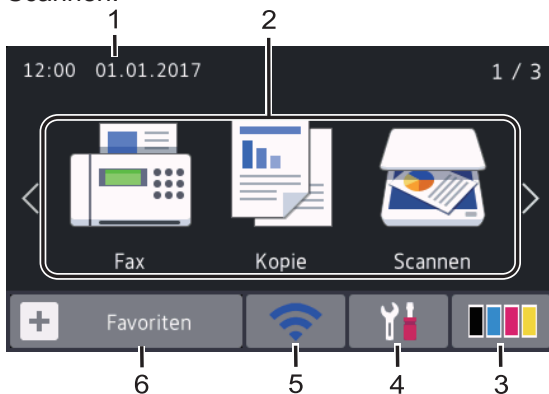 Scannen.
1 2
12:00 01.01.2017 1 / 3
Fax Kopie Scannen
+ Favoriten
6 5 4 3